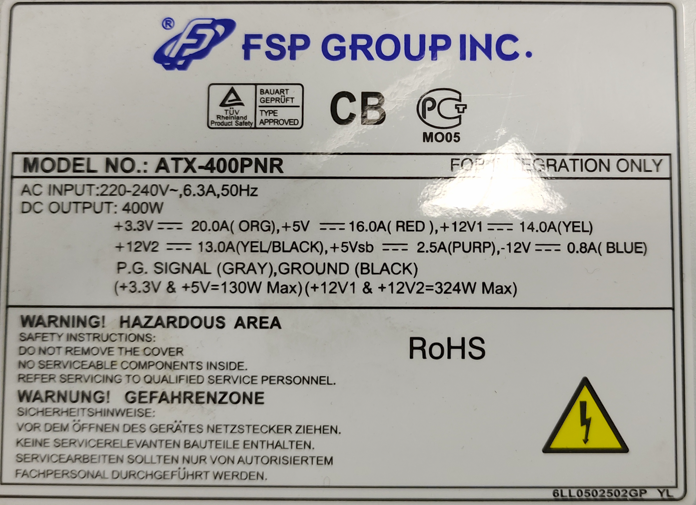 ® FSP GROUP INC.
TÜV Rheinland Product Safety
BAUART GEPRÜFT
TYPE APPROVED
CB
PCT
MO05
MODEL NO.: ATX-400PNR FOR INTEGRATION ONLY
AC INPUT:220-240V~,6.3A,50Hz
DC OUTPUT: 400W
+3.3V ⎓ 20.0A( ORG),+5V ⎓ 16.0A( RED ),+12V1 ⎓ 14.0A(YEL)
+12V2 ⎓ 13.0A(YEL/BLACK),+5Vsb ⎓ 2.5A(PURP),-12V ⎓ 0.8A( BLUE)
P.G. SIGNAL (GRAY),GROUND (BLACK)
(+3.3V & +5V=130W Max)(+12V1 & +12V2=324W Max)
WARNING! HAZARDOUS AREA
SAFETY INSTRUCTIONS:
DO NOT REMOVE THE COVER
NO SERVICEABLE COMPONENTS INSIDE.
REFER SERVICING TO QUALIFIED SERVICE PERSONNEL.
RoHS
WARNUNG! GEFAHRENZONE
SICHERHEITSHINWEISE:
VOR DEM ÖFFNEN DES GERÄTES NETZSTECKER ZIEHEN.
KEINE SERVICERELEVANTEN BAUTEILE ENTHALTEN.
SERVICEARBEITEN SOLLTEN NUR VON AUTORISIERTEM
FACHPERSONAL DURCHGEFÜHRT WERDEN.
6LL0502502GP YL